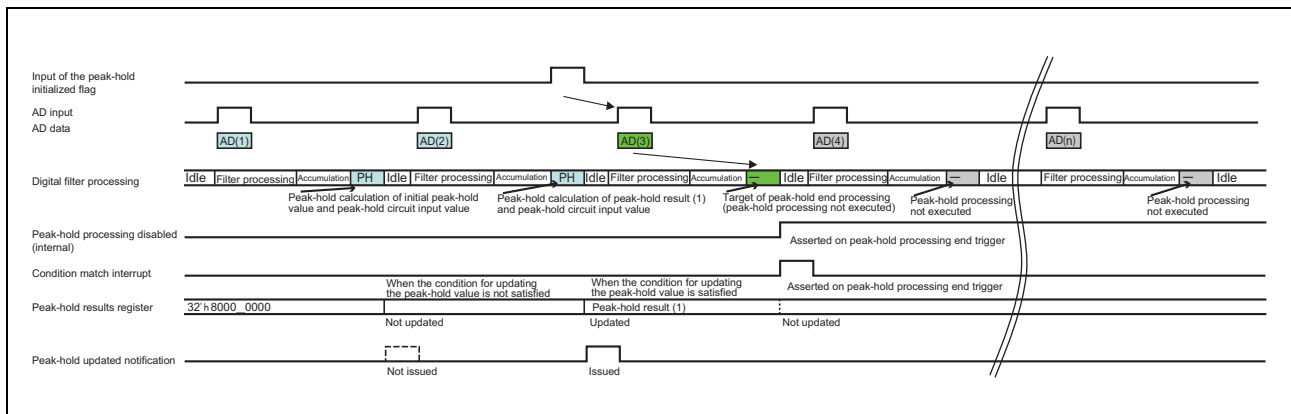 Input of the peak-hold
initialized flag
AD input
AD data
AD(1)
AD(2)
AD(3)
AD(4)
AD(n)
Digital filter processing
Idle
Filter processing
Accumulation
PH
Idle
Filter processing
Accumulation
PH
Idle
Filter processing
Accumulation
—
Idle
Filter processing
Accumulation
—
Idle
Filter processing
Accumulation
—
Idle
Peak-hold calculation of initial peak-hold
value and peak-hold circuit input value
Peak-hold calculation of peak-hold result (1)
and peak-hold circuit input value
Target of peak-hold end processing
(peak-hold processing not executed)
Peak-hold processing
not executed
Peak-hold processing
not executed
Peak-hold processing disabled
(internal)
Asserted on peak-hold processing end trigger
Condition match interrupt
Asserted on peak-hold processing end trigger
When the condition for updating
the peak-hold value is not satisfied
When the condition for updating
the peak-hold value is satisfied
Peak-hold results register
32' h 8000_0000
Peak-hold result (1)
Not updated
Updated
Not updated
Peak-hold updated notification
Not issued
Issued